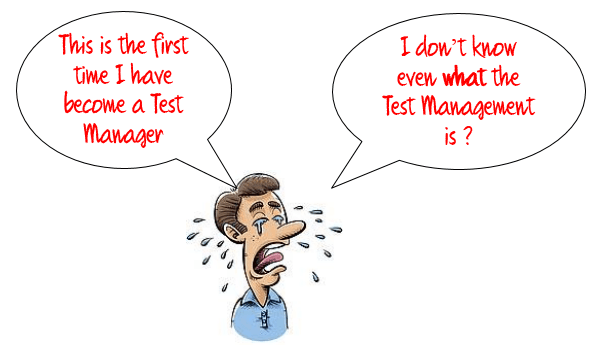 This is the first
time I have
become a Test
Manager
I don't know
even what the
Test Management
is ?